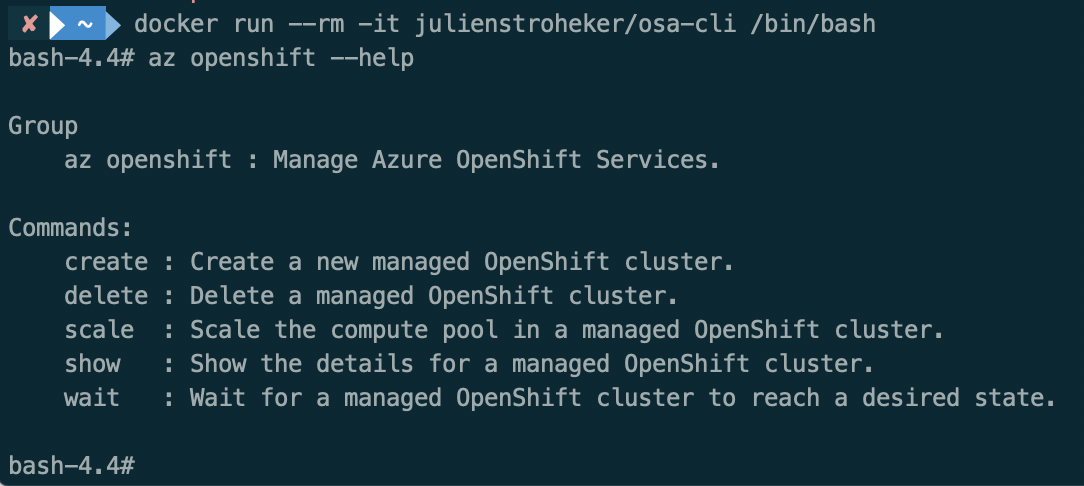 ✘ ~ docker run --rm -it julienstroheker/osa-cli /bin/bash
bash-4.4# az openshift --help
Group
az openshift : Manage Azure OpenShift Services.
Commands:
create : Create a new managed OpenShift cluster.
delete : Delete a managed OpenShift cluster.
scale  : Scale the compute pool in a managed OpenShift cluster.
show   : Show the details for a managed OpenShift cluster.
wait   : Wait for a managed OpenShift cluster to reach a desired state.
bash-4.4#